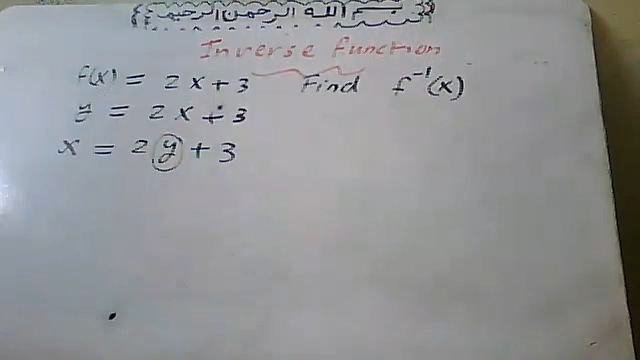 بسم الله الرحمن الرحيم
Inverse function
f(x) = 2x+3 Find f⁻¹(x)
y = 2x+3
x = 2y+3